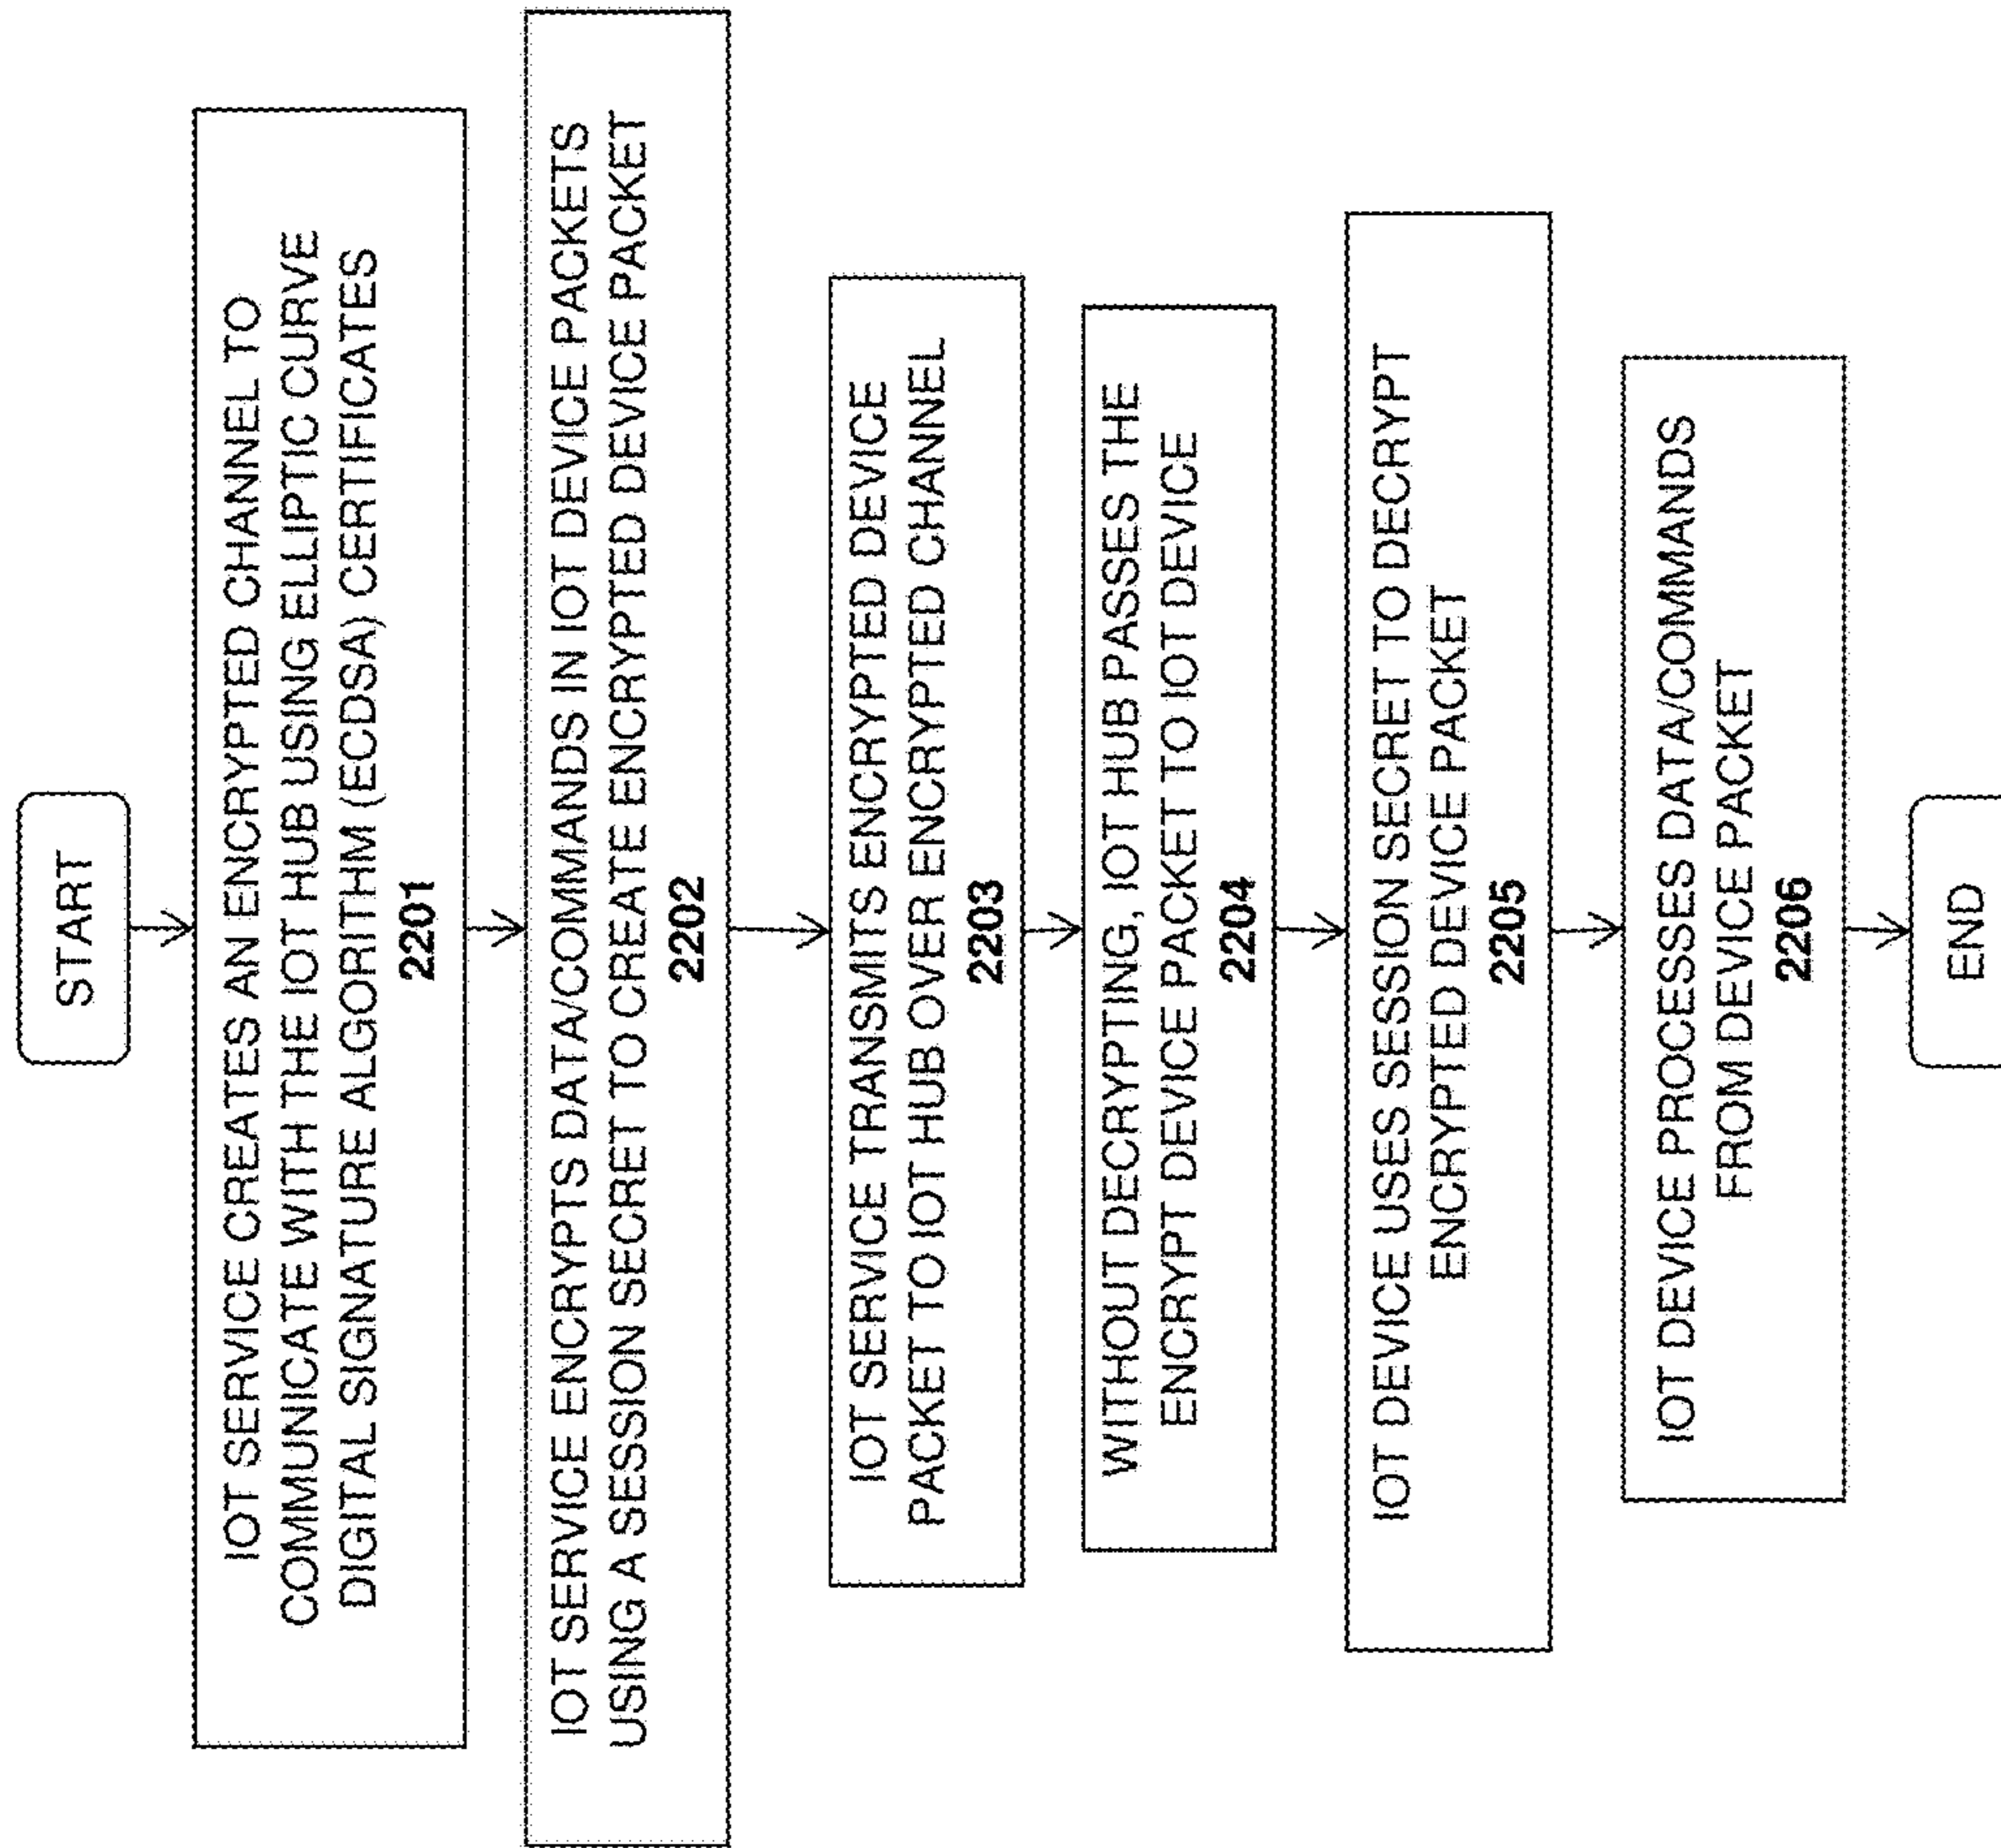 START
IOT SERVICE CREATES AN ENCRYPTED CHANNEL TO
COMMUNICATE WITH THE IOT HUB USING ELLIPTIC CURVE
DIGITAL SIGNATURE ALGORITHM (ECDSA) CERTIFICATES
2201
IOT SERVICE ENCRYPTS DATA/COMMANDS IN IOT DEVICE PACKETS
USING A SESSION SECRET TO CREATE ENCRYPTED DEVICE PACKET
2202
IOT SERVICE TRANSMITS ENCRYPTED DEVICE
PACKET TO IOT HUB OVER ENCRYPTED CHANNEL
2203
WITHOUT DECRYPTING, IOT HUB PASSES THE
ENCRYPT DEVICE PACKET TO IOT DEVICE
2204
IOT DEVICE USES SESSION SECRET TO DECRYPT
ENCRYPTED DEVICE PACKET
2205
IOT DEVICE PROCESSES DATA/COMMANDS
FROM DEVICE PACKET
2206
END